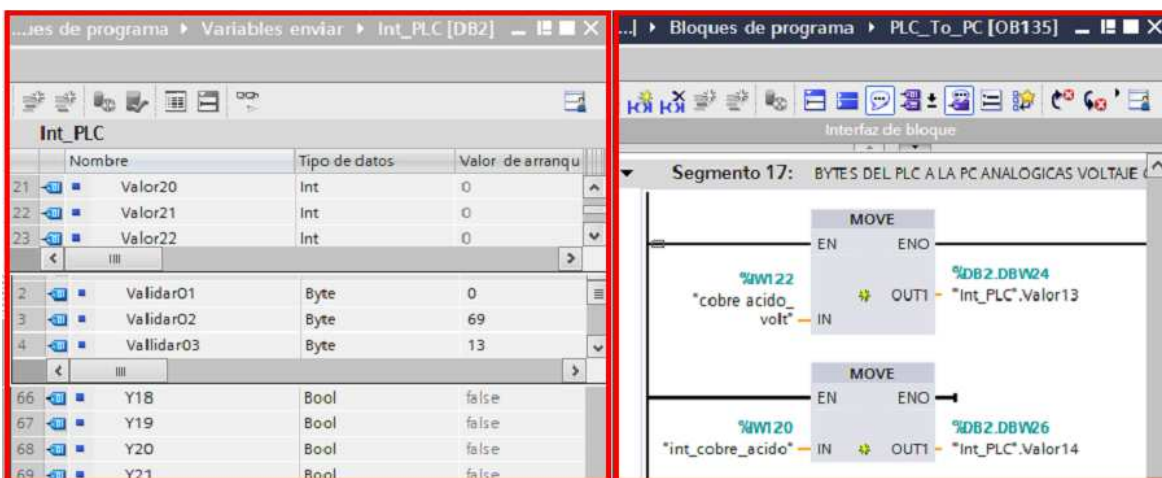 ...ues de programa ▸ Variables enviar ▸ Int_PLC [DB2]
Int_PLC
Nombre Tipo de datos Valor de arranqu
21 Valor20 Int 0
22 Valor21 Int 0
23 Valor22 Int 0
2 Validar01 Byte 0
3 Validar02 Byte 69
4 Vallidar03 Byte 13
66 Y18 Bool false
67 Y19 Bool false
68 Y20 Bool false
69 Y21 Bool false
...] ▸ Bloques de programa ▸ PLC_To_PC [OB135]
Interfaz de bloque
Segmento 17: BYTES DEL PLC A LA PC ANALOGICAS VOLTAJE
MOVE
EN ENO
%IW122
"cobre acido_
volt" IN
%DB2.DBW24
OUT1 "Int_PLC".Valor13
MOVE
EN ENO
%IW120
"int_cobre_acido" IN
%DB2.DBW26
OUT1 "Int_PLC".Valor14